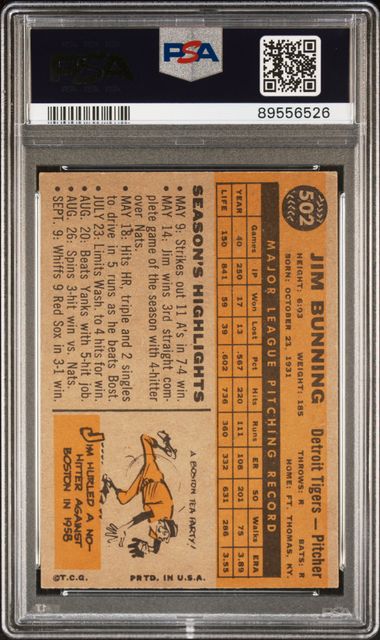 PSA
PSA
89556526
502
JIM BUNNING
Detroit Tigers — Pitcher
HEIGHT: 6:03 WEIGHT: 185 THROWS: R BATS: R
BORN: OCTOBER 23, 1931 HOME: FT. THOMAS, KY.
MAJOR LEAGUE PITCHING RECORD
Games IP Won Lost Pct Hits Runs ER SO Walks ERA
YEAR 40 250 17 13 .567 220 111 108 201 75 3.89
LIFE 150 841 59 39 .602 736 360 332 631 286 3.55
SEASON'S HIGHLIGHTS
• MAY 9: Strikes out 11 A's in 7-4 win.
• MAY 14: Jim wins 3rd straight com-
plete game of the season with 4-hitter
over Nats.
• MAY 18: Hits HR, triple and 2 singles
to drive in 5 runs as he beats Bost.
• JULY 23: Limits Wash to 4 hits for win.
• AUG. 20: Beats Yanks with 5-hit job
• AUG. 26: Spins 3-hit win vs. Nats.
• SEPT. 9: Whiffs 9 Red Sox in 3-1 win.
A BOSTON TEA PARTY!
JIM HURLED A NO-
HITTER AGAINST
BOSTON IN 1958
©T.C.G. PRTD. IN U.S.A.